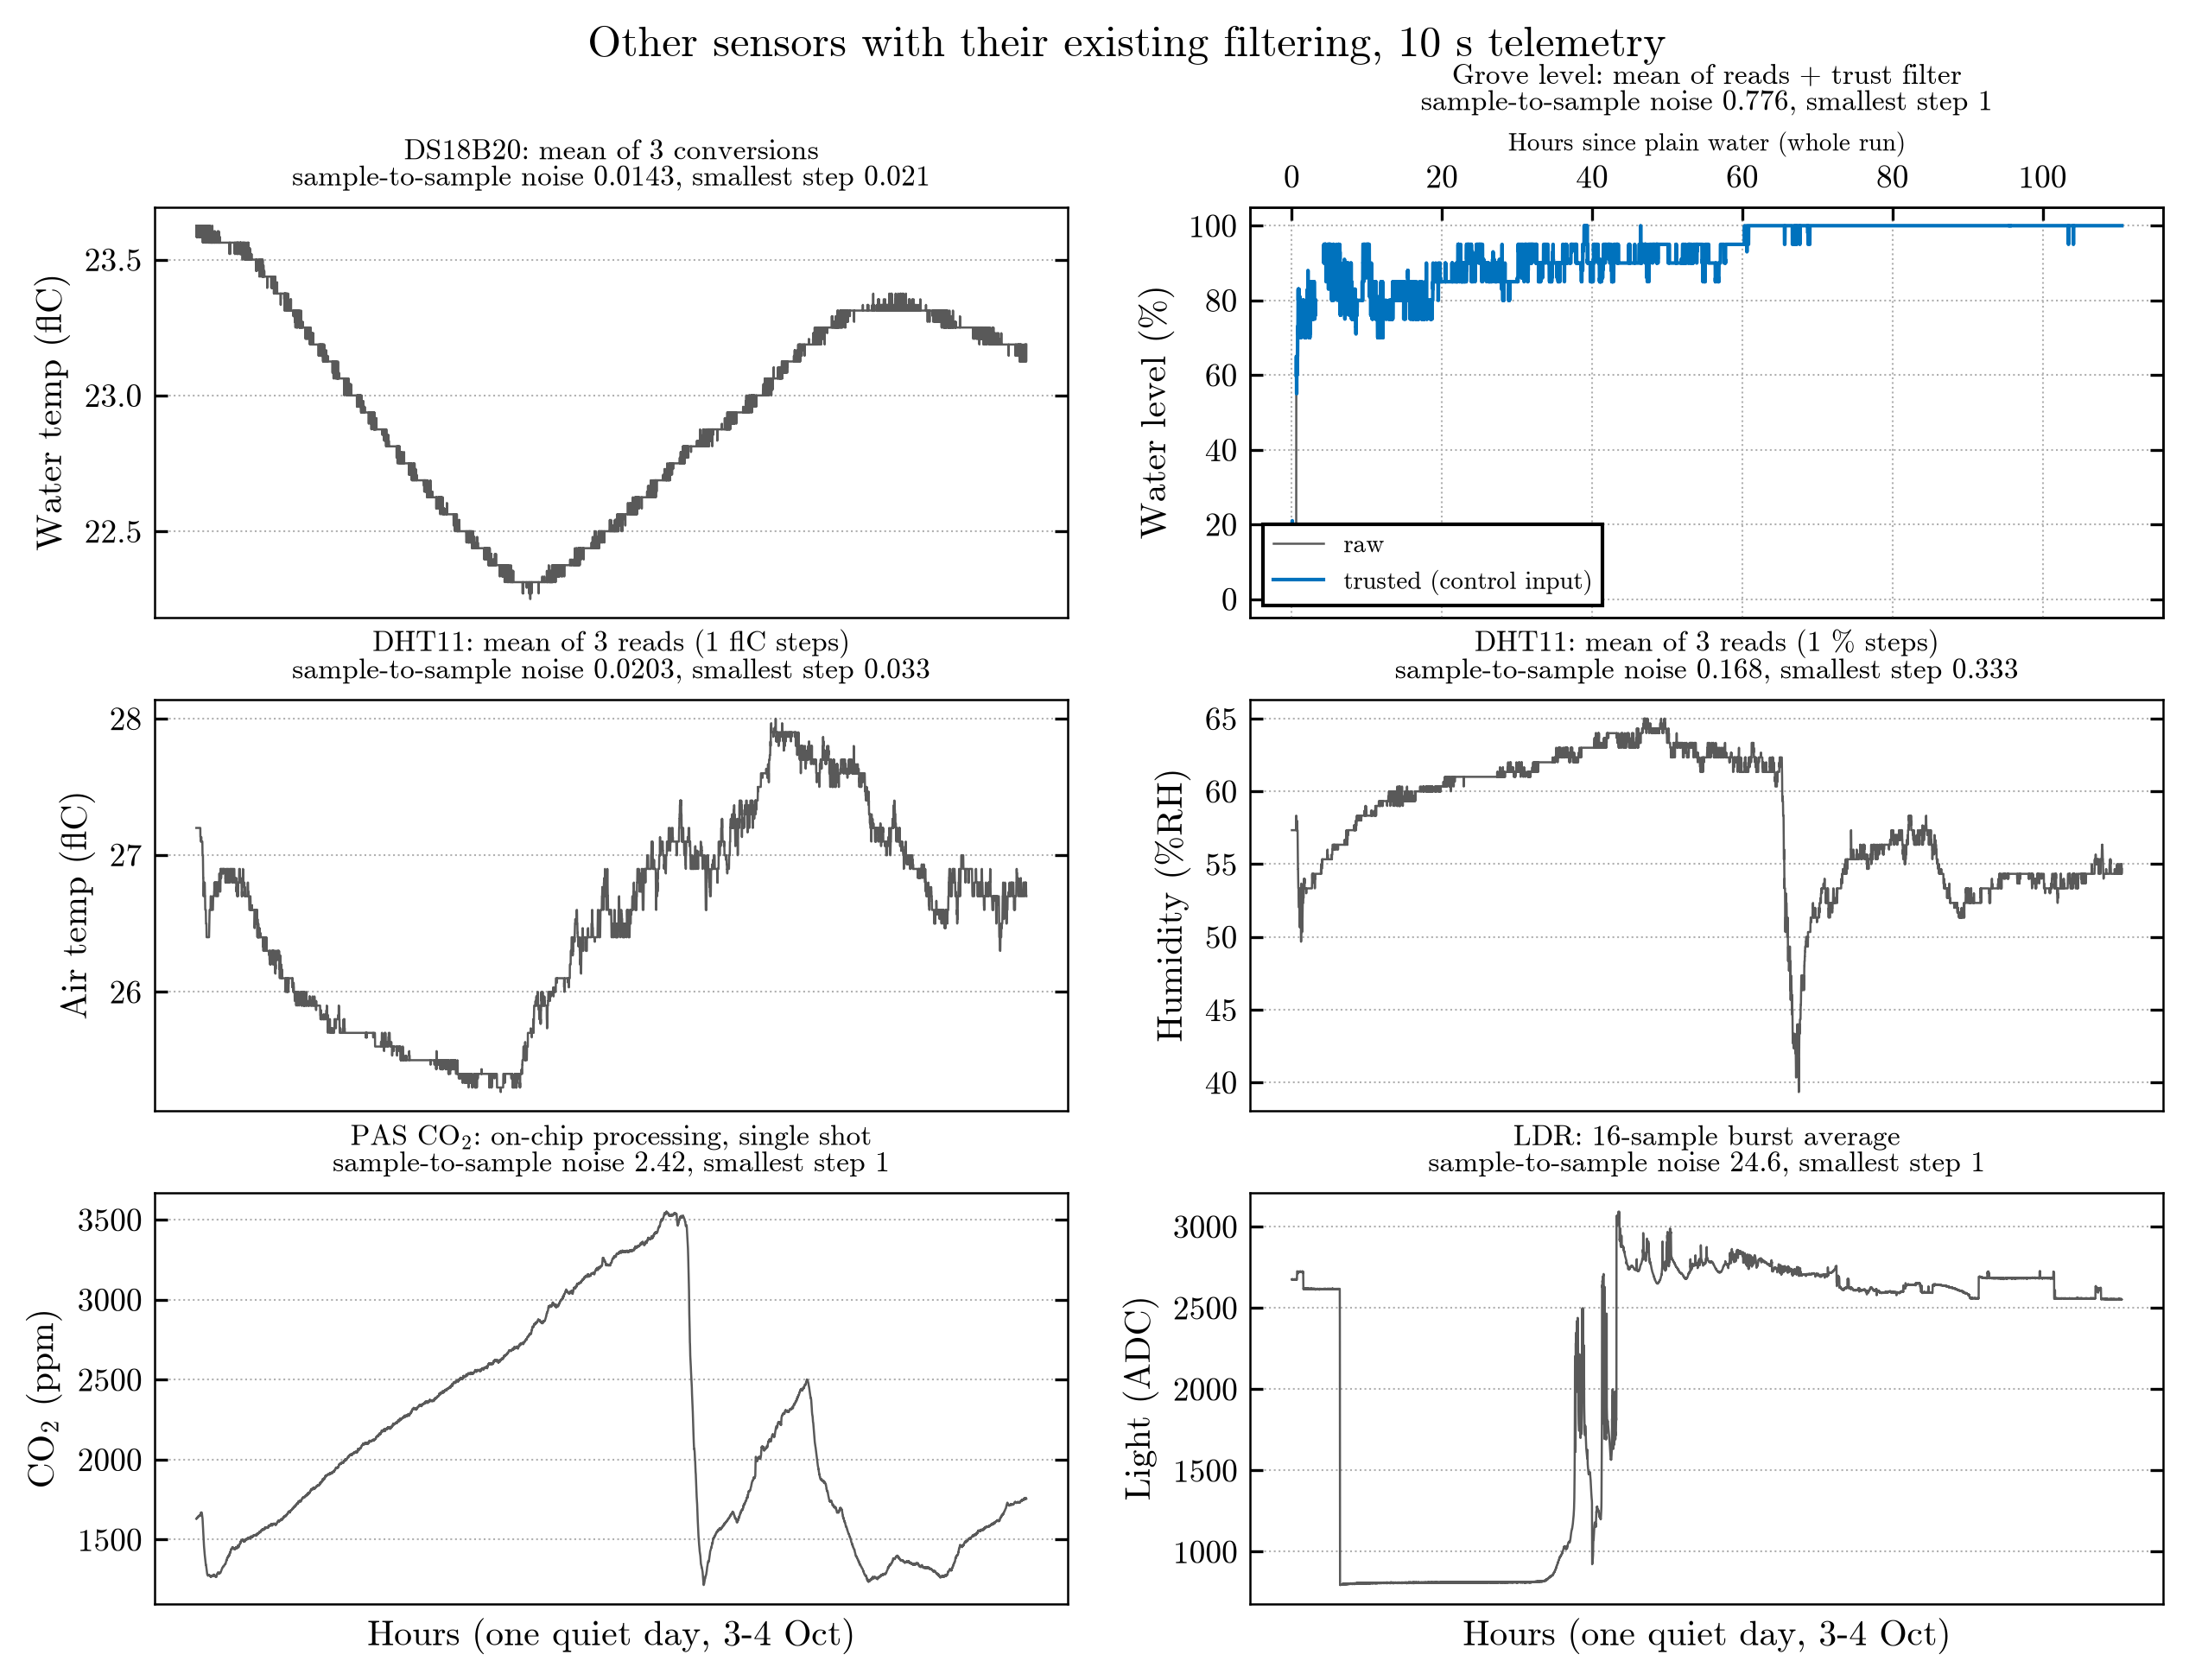 Other sensors with their existing filtering, 10 s telemetry
DS18B20: mean of 3 conversions
sample-to-sample noise 0.0143, smallest step 0.021
Water temp (flC)
23.5
23.0
22.5
Grove level: mean of reads + trust filter
sample-to-sample noise 0.776, smallest step 1
Hours since plain water (whole run)
0 20 40 60 80 100
Water level (%)
100
80
60
40
20
0
raw
trusted (control input)
DHT11: mean of 3 reads (1 flC steps)
sample-to-sample noise 0.0203, smallest step 0.033
Air temp (flC)
28
27
26
DHT11: mean of 3 reads (1 % steps)
sample-to-sample noise 0.168, smallest step 0.333
Humidity (%RH)
65
60
55
50
45
40
PAS CO₂: on-chip processing, single shot
sample-to-sample noise 2.42, smallest step 1
CO₂ (ppm)
3500
3000
2500
2000
1500
Hours (one quiet day, 3-4 Oct)
LDR: 16-sample burst average
sample-to-sample noise 24.6, smallest step 1
Light (ADC)
3000
2500
2000
1500
1000
Hours (one quiet day, 3-4 Oct)